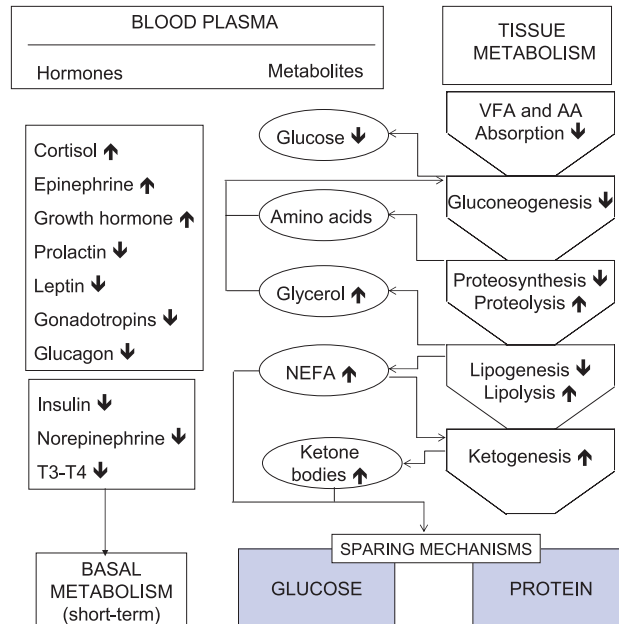 BLOOD PLASMA
Hormones Metabolites
TISSUE
METABOLISM
Cortisol ↑
Epinephrine ↑
Growth hormone ↑
Prolactin ↓
Leptin ↓
Gonadotropins ↓
Glucagon ↓
Insulin ↓
Norepinephrine ↓
T3-T4 ↓
BASAL
METABOLISM
(short-term)
Glucose ↓
Amino acids
Glycerol ↑
NEFA ↑
Ketone
bodies ↑
VFA and AA
Absorption ↓
Gluconeogenesis ↓
Proteosynthesis ↓
Proteolysis ↑
Lipogenesis ↓
Lipolysis ↑
Ketogenesis ↑
SPARING MECHANISMS
GLUCOSE
PROTEIN